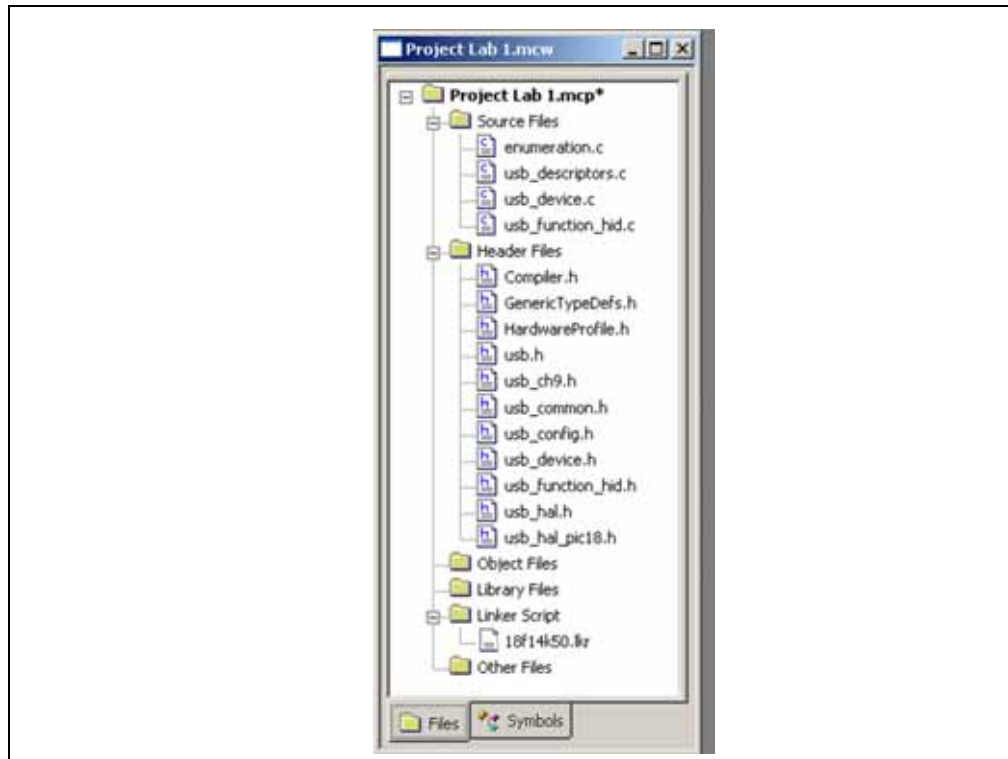 Project Lab 1.mcw
Project Lab 1.mcp*
Source Files
enumeration.c
usb_descriptors.c
usb_device.c
usb_function_hid.c
Header Files
Compiler.h
GenericTypeDefs.h
HardwareProfile.h
usb.h
usb_ch9.h
usb_common.h
usb_config.h
usb_device.h
usb_function_hid.h
usb_hal.h
usb_hal_pic18.h
Object Files
Library Files
Linker Script
18f14k50.lkr
Other Files
Files Symbols